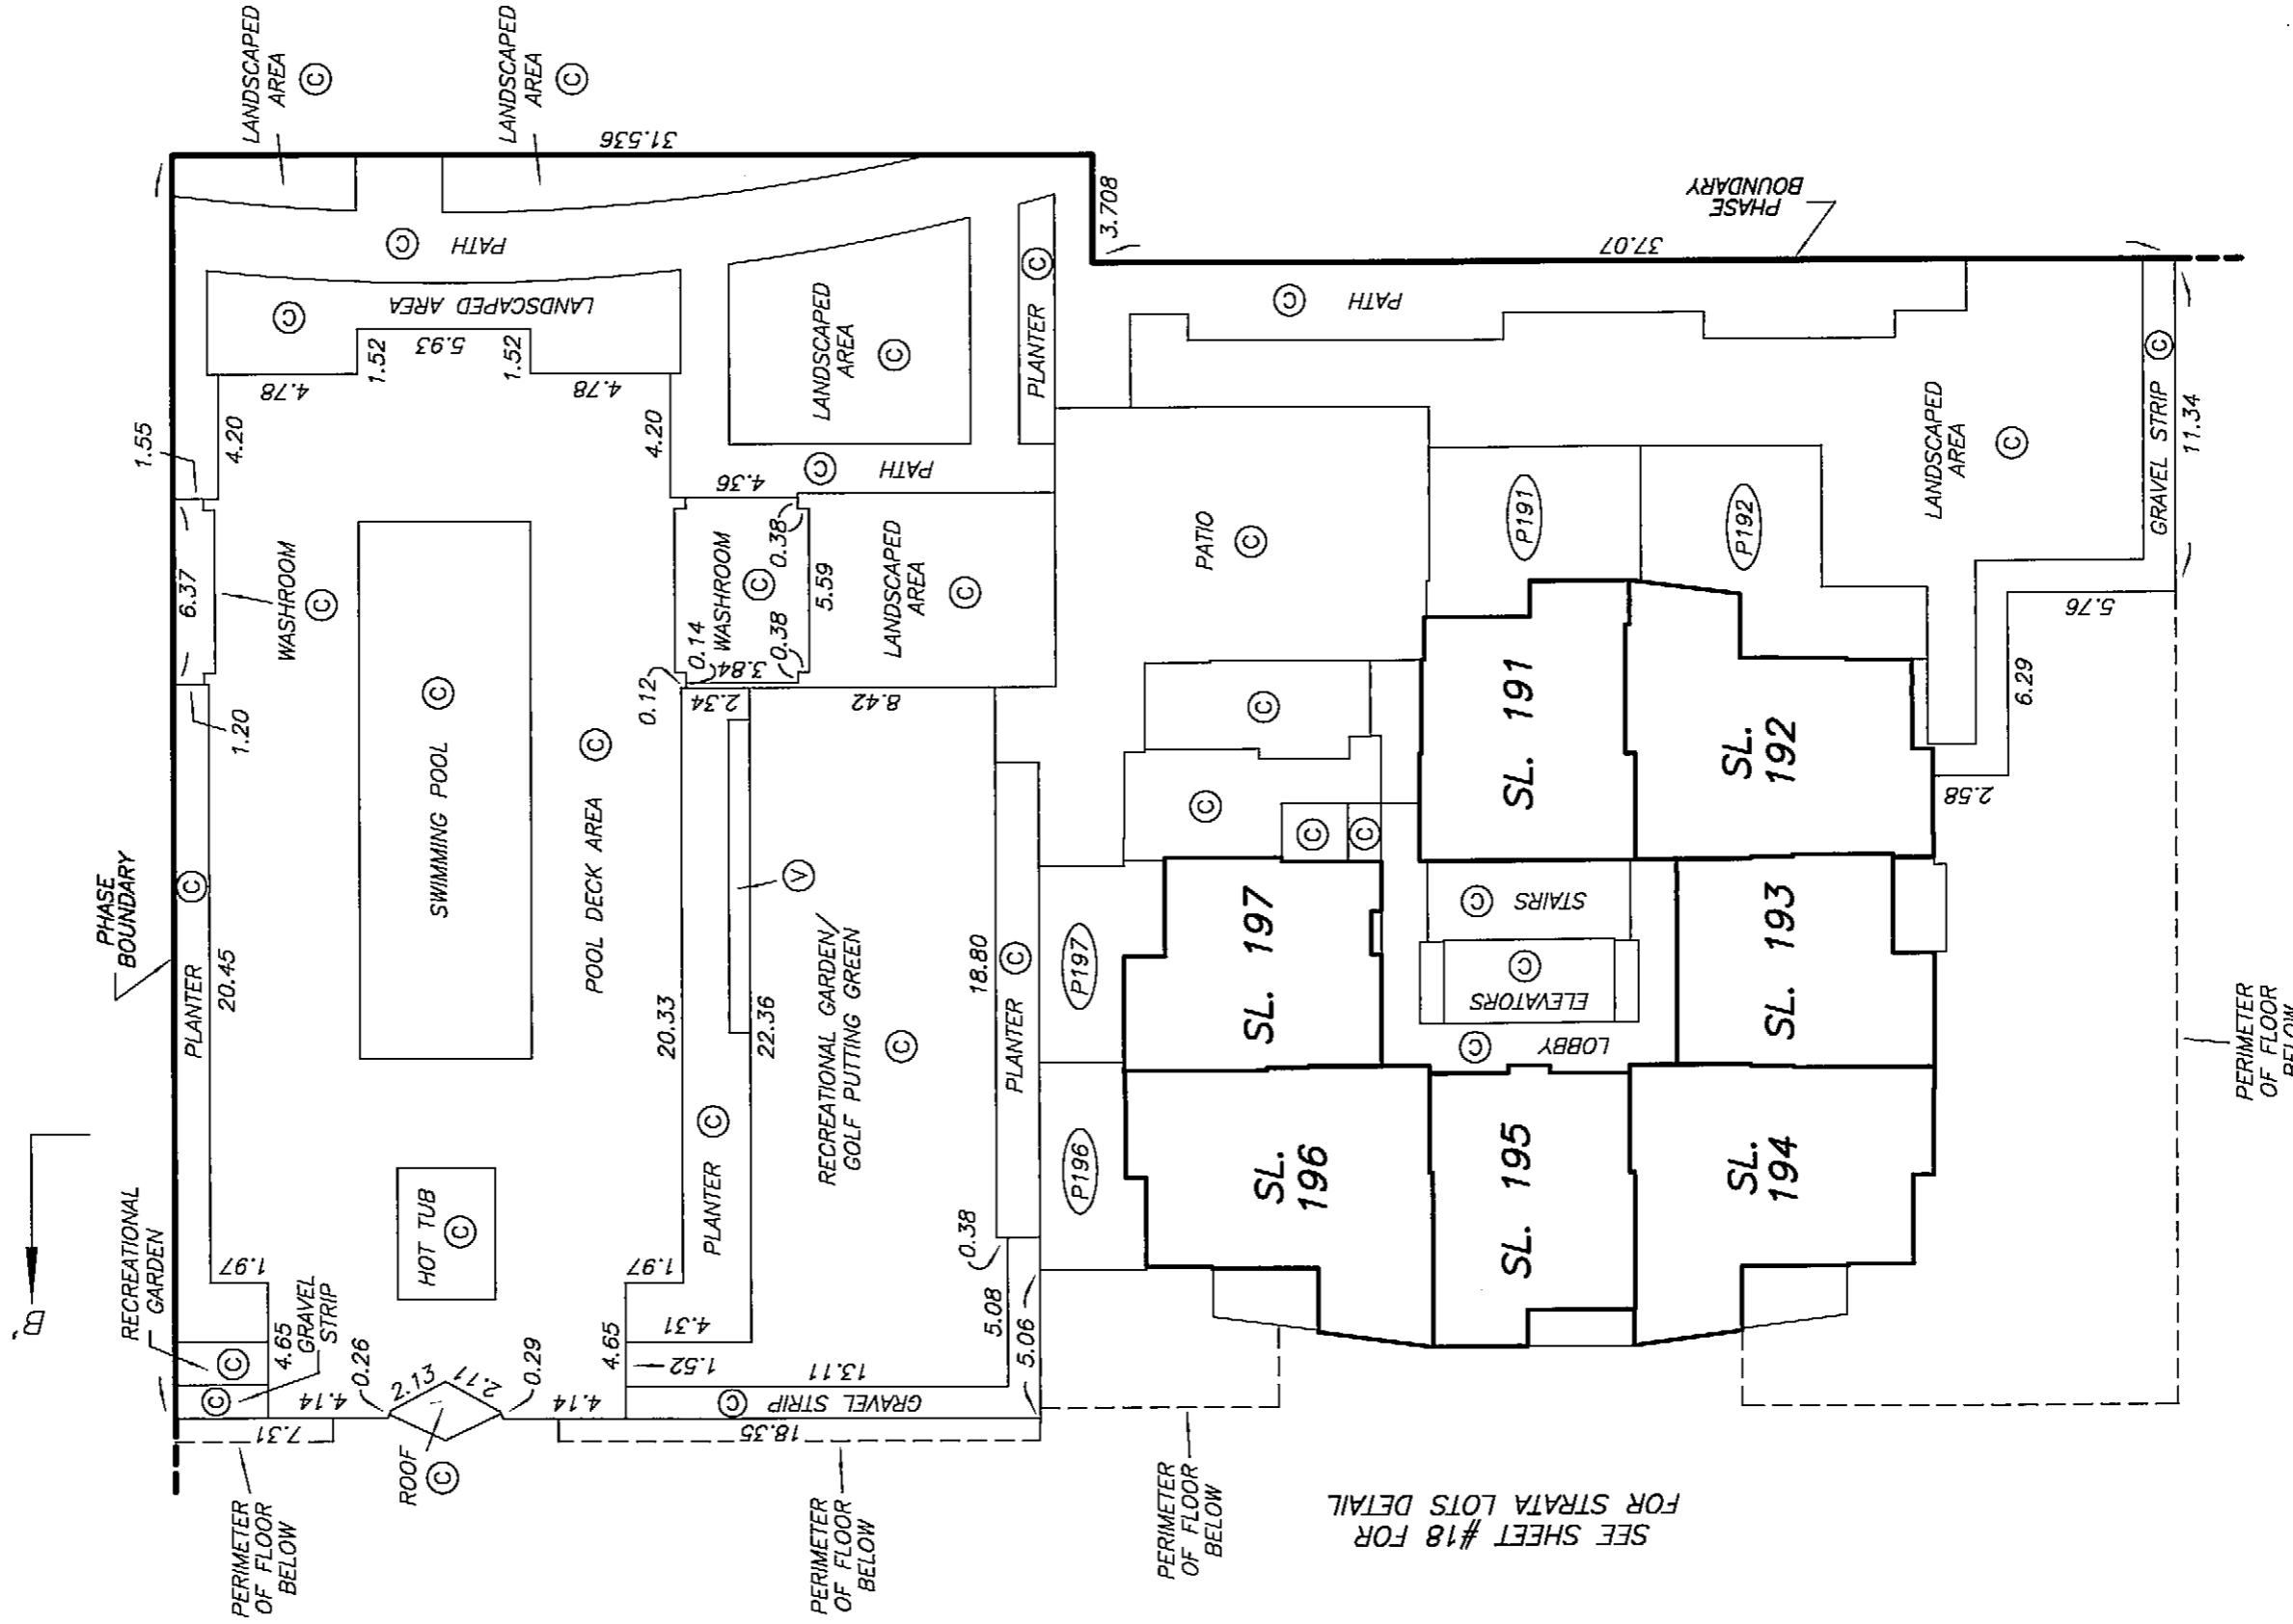 LANDSCAPED
AREA
C
LANDSCAPED
AREA
C
31.536
3.708
PHASE
BOUNDARY
37.07
PATH
C
LANDSCAPED AREA
C
1.52
5.93
1.52
4.78
4.78
4.20
4.20
1.55
LANDSCAPED
AREA
C
PLANTER
C
PATH
C
PATH
C
6.37
WASHROOM
C
1.20
4.36
WASHROOM
C
0.38
0.38
0.14
3.84
0.12
2.34
5.59
8.42
LANDSCAPED
AREA
C
PATIO
C
P191
P192
LANDSCAPED
AREA
C
GRAVEL STRIP
C
11.34
5.76
6.29
2.58
PHASE
BOUNDARY
PLANTER
C
20.45
SWIMMING POOL
C
POOL DECK AREA
C
20.33
22.36
V
RECREATIONAL GARDEN/
GOLF PUTTING GREEN
C
18.80
PLANTER
C
PLANTER
C
C
C
C
C
P197
P196
SL. 191
SL.
192
SL. 193
SL.
194
SL. 195
SL.
196
SL. 197
STAIRS
C
ELEVATORS
C
LOBBY
C
B'
RECREATIONAL
GARDEN
C
GRAVEL
STRIP
C
HOT TUB
C
1.97
1.97
4.65
4.65
0.26
0.29
2.13
2.71
4.14
4.14
7.31
ROOF
C
4.31
1.52
13.11
GRAVEL STRIP
C
18.35
0.38
5.08
5.06
PERIMETER
OF FLOOR
BELOW
PERIMETER
OF FLOOR
BELOW
PERIMETER
OF FLOOR
BELOW
PERIMETER
OF FLOOR
BELOW
SEE SHEET #18 FOR
FOR STRATA LOTS DETAIL